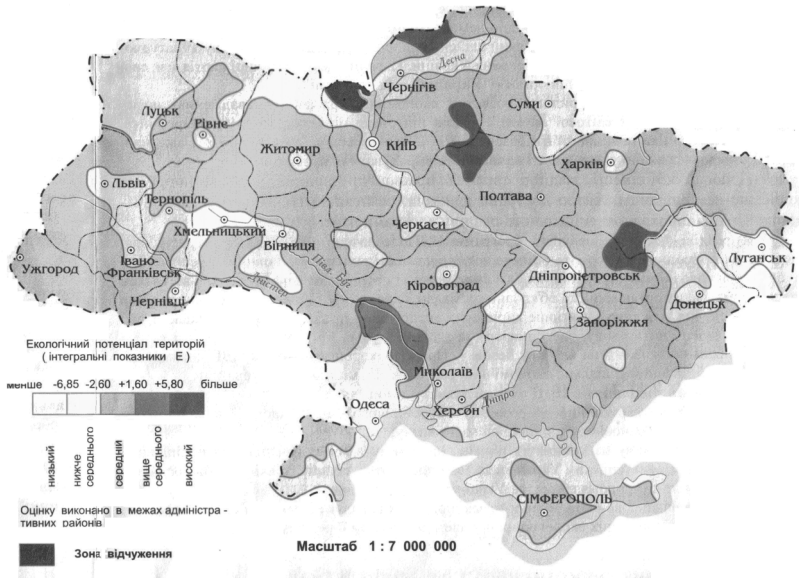 Десна
Чернігів
Суми
Луцьк
Рівне
Житомир
КИЇВ
Харків
Львів
Тернопіль
Полтава
Хмельницький
Черкаси
Вінниця
Луганськ
Ужгород
Івано-
Франківськ
Півд. Буг
Дністер
Кіровоград
Дніпропетровськ
Донецьк
Чернівці
Запоріжжя
Миколаїв
Дніпро
Одеса
Херсон
СІМФЕРОПОЛЬ
Екологічний потенціал територій
( інтегральні показники Е )
менше -6,85 -2,60 +1,60 +5,80 більше
низький
нижче
середнього
середній
вище
середнього
високий
Оцінку виконано в межах адміністра -
тивних районів
Зона відчуження
Масштаб 1 : 7 000 000